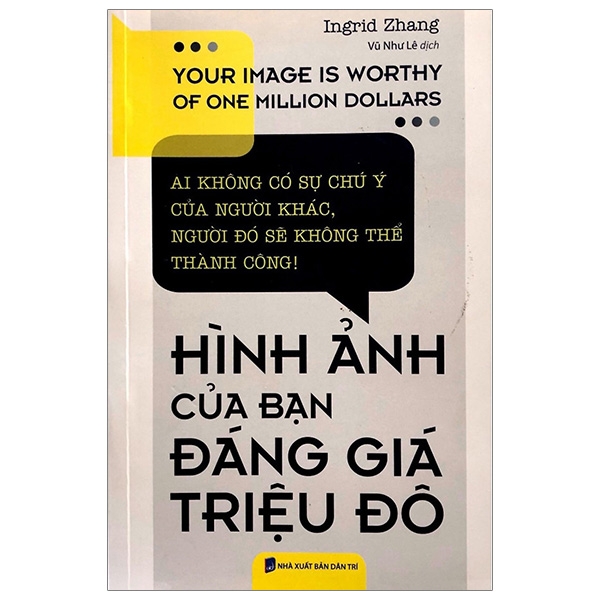 Ingrid Zhang
Vũ Như Lê dịch
YOUR IMAGE IS WORTHY
OF ONE MILLION DOLLARS
AI KHÔNG CÓ SỰ CHÚ Ý
CỦA NGƯỜI KHÁC,
NGƯỜI ĐÓ SẼ KHÔNG THỂ
THÀNH CÔNG!
HÌNH ẢNH
CỦA BẠN
ĐÁNG GIÁ
TRIỆU ĐÔ
NHÀ XUẤT BẢN DÂN TRÍ